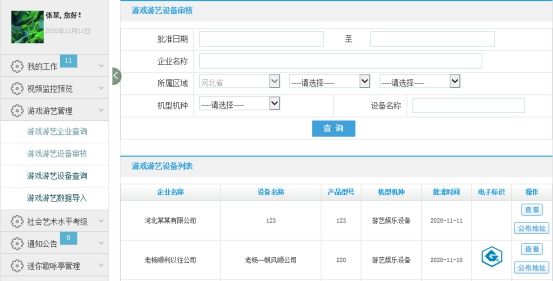 张某, 您好!
2020年11月11日
我的工作 11
视频监控预览
游戏游艺管理
游戏游艺企业查询
游戏游艺设备审核
游戏游艺设备查询
游戏游艺数据导入
社会艺术水平考级
通知公告 0
迷你歌咏亭管理
游戏游艺设备审核
批准日期 至
企业名称
所属区域 河北省 ----请选择---- ----请选择----
机型机种 ----请选择---- 设备名称
查 询
游戏游艺设备列表
企业名称 设备名称 产品型号 机型机种 批准时间 电子标识 操作
河北某某有限公司 123 123 游艺娱乐设备 2020-11-11 查看
公布地址
老杨顺利以往公司 老杨一帆风顺公司 220 游艺娱乐设备 2020-11-10 查看
公布地址